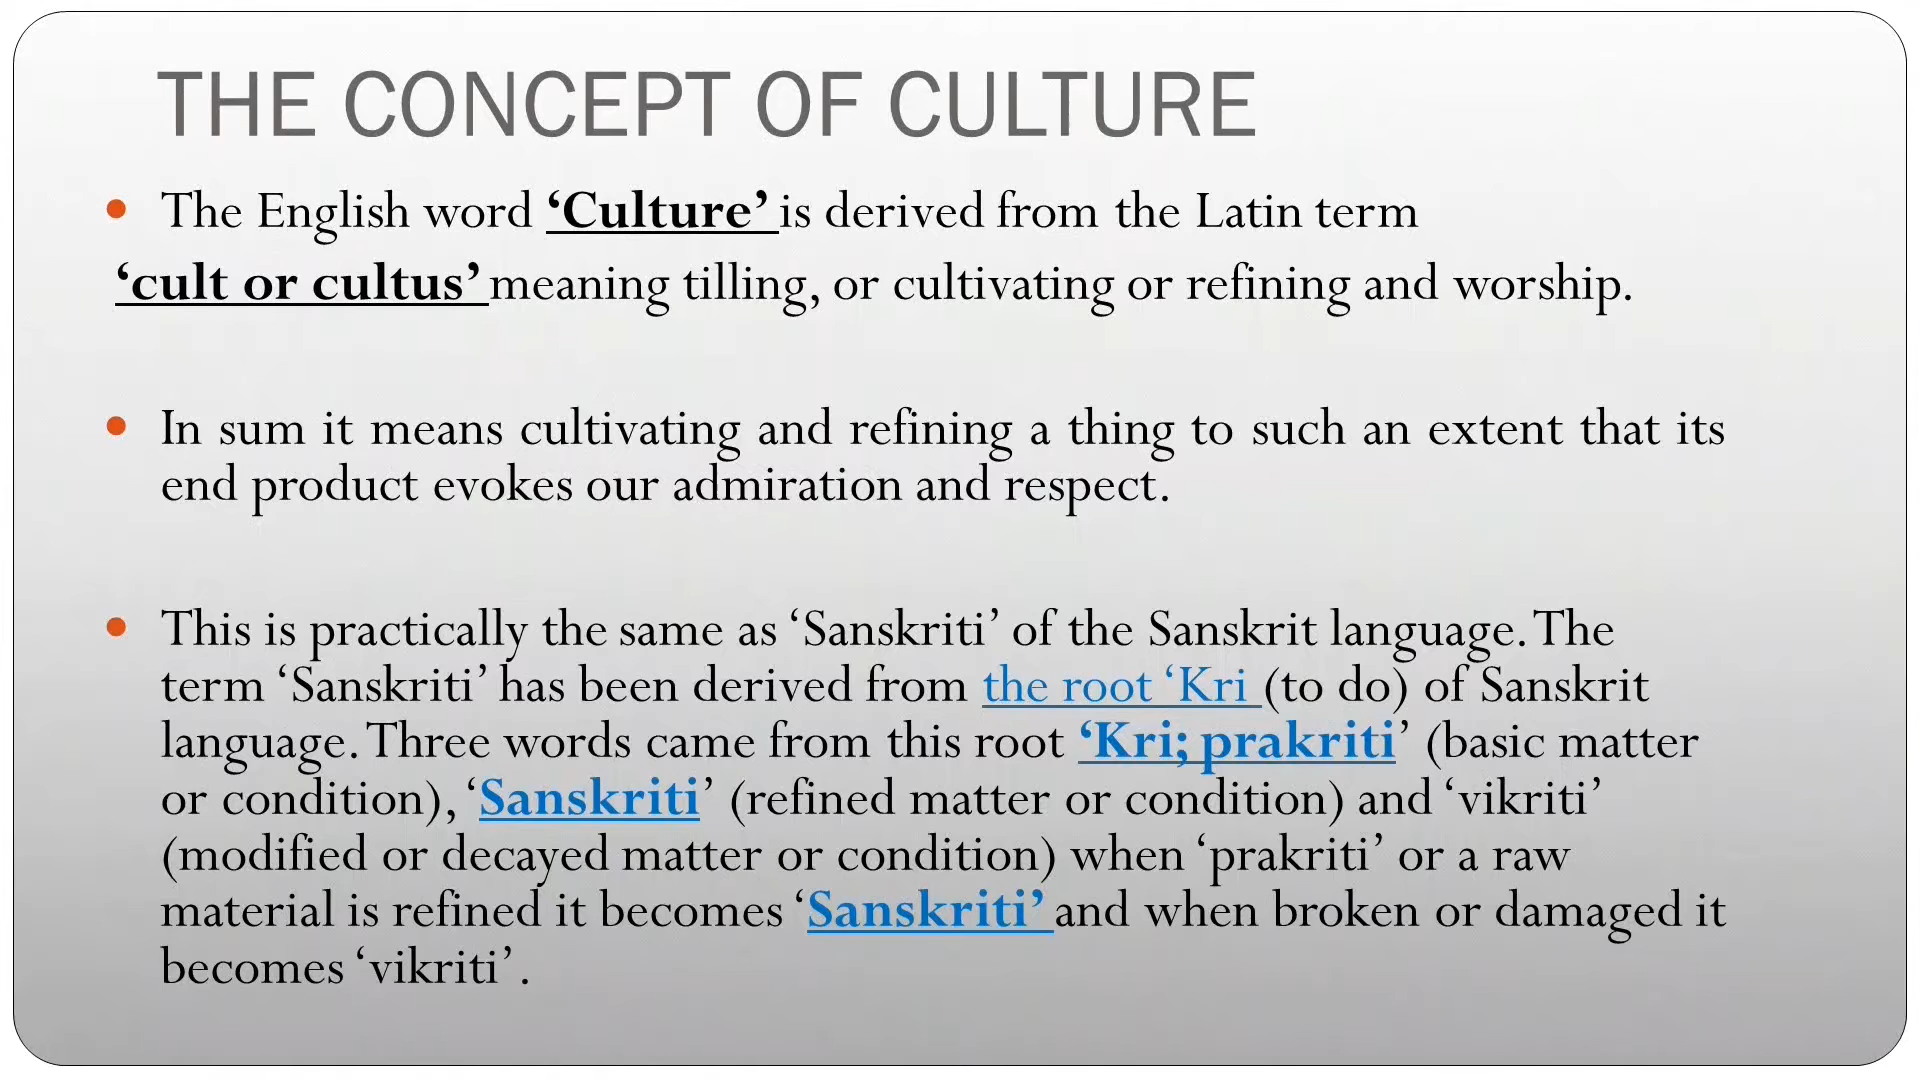 THE CONCEPT OF CULTURE
• The English word ‘Culture’ is derived from the Latin term
‘cult or cultus’ meaning tilling, or cultivating or refining and worship.
• In sum it means cultivating and refining a thing to such an extent that its
end product evokes our admiration and respect.
• This is practically the same as ‘Sanskriti’ of the Sanskrit language. The
term ‘Sanskriti’ has been derived from the root ‘Kri (to do) of Sanskrit
language. Three words came from this root ‘Kri; prakriti’ (basic matter
or condition), ‘Sanskriti’ (refined matter or condition) and ‘vikriti’
(modified or decayed matter or condition) when ‘prakriti’ or a raw
material is refined it becomes ‘Sanskriti’ and when broken or damaged it
becomes ‘vikriti’.